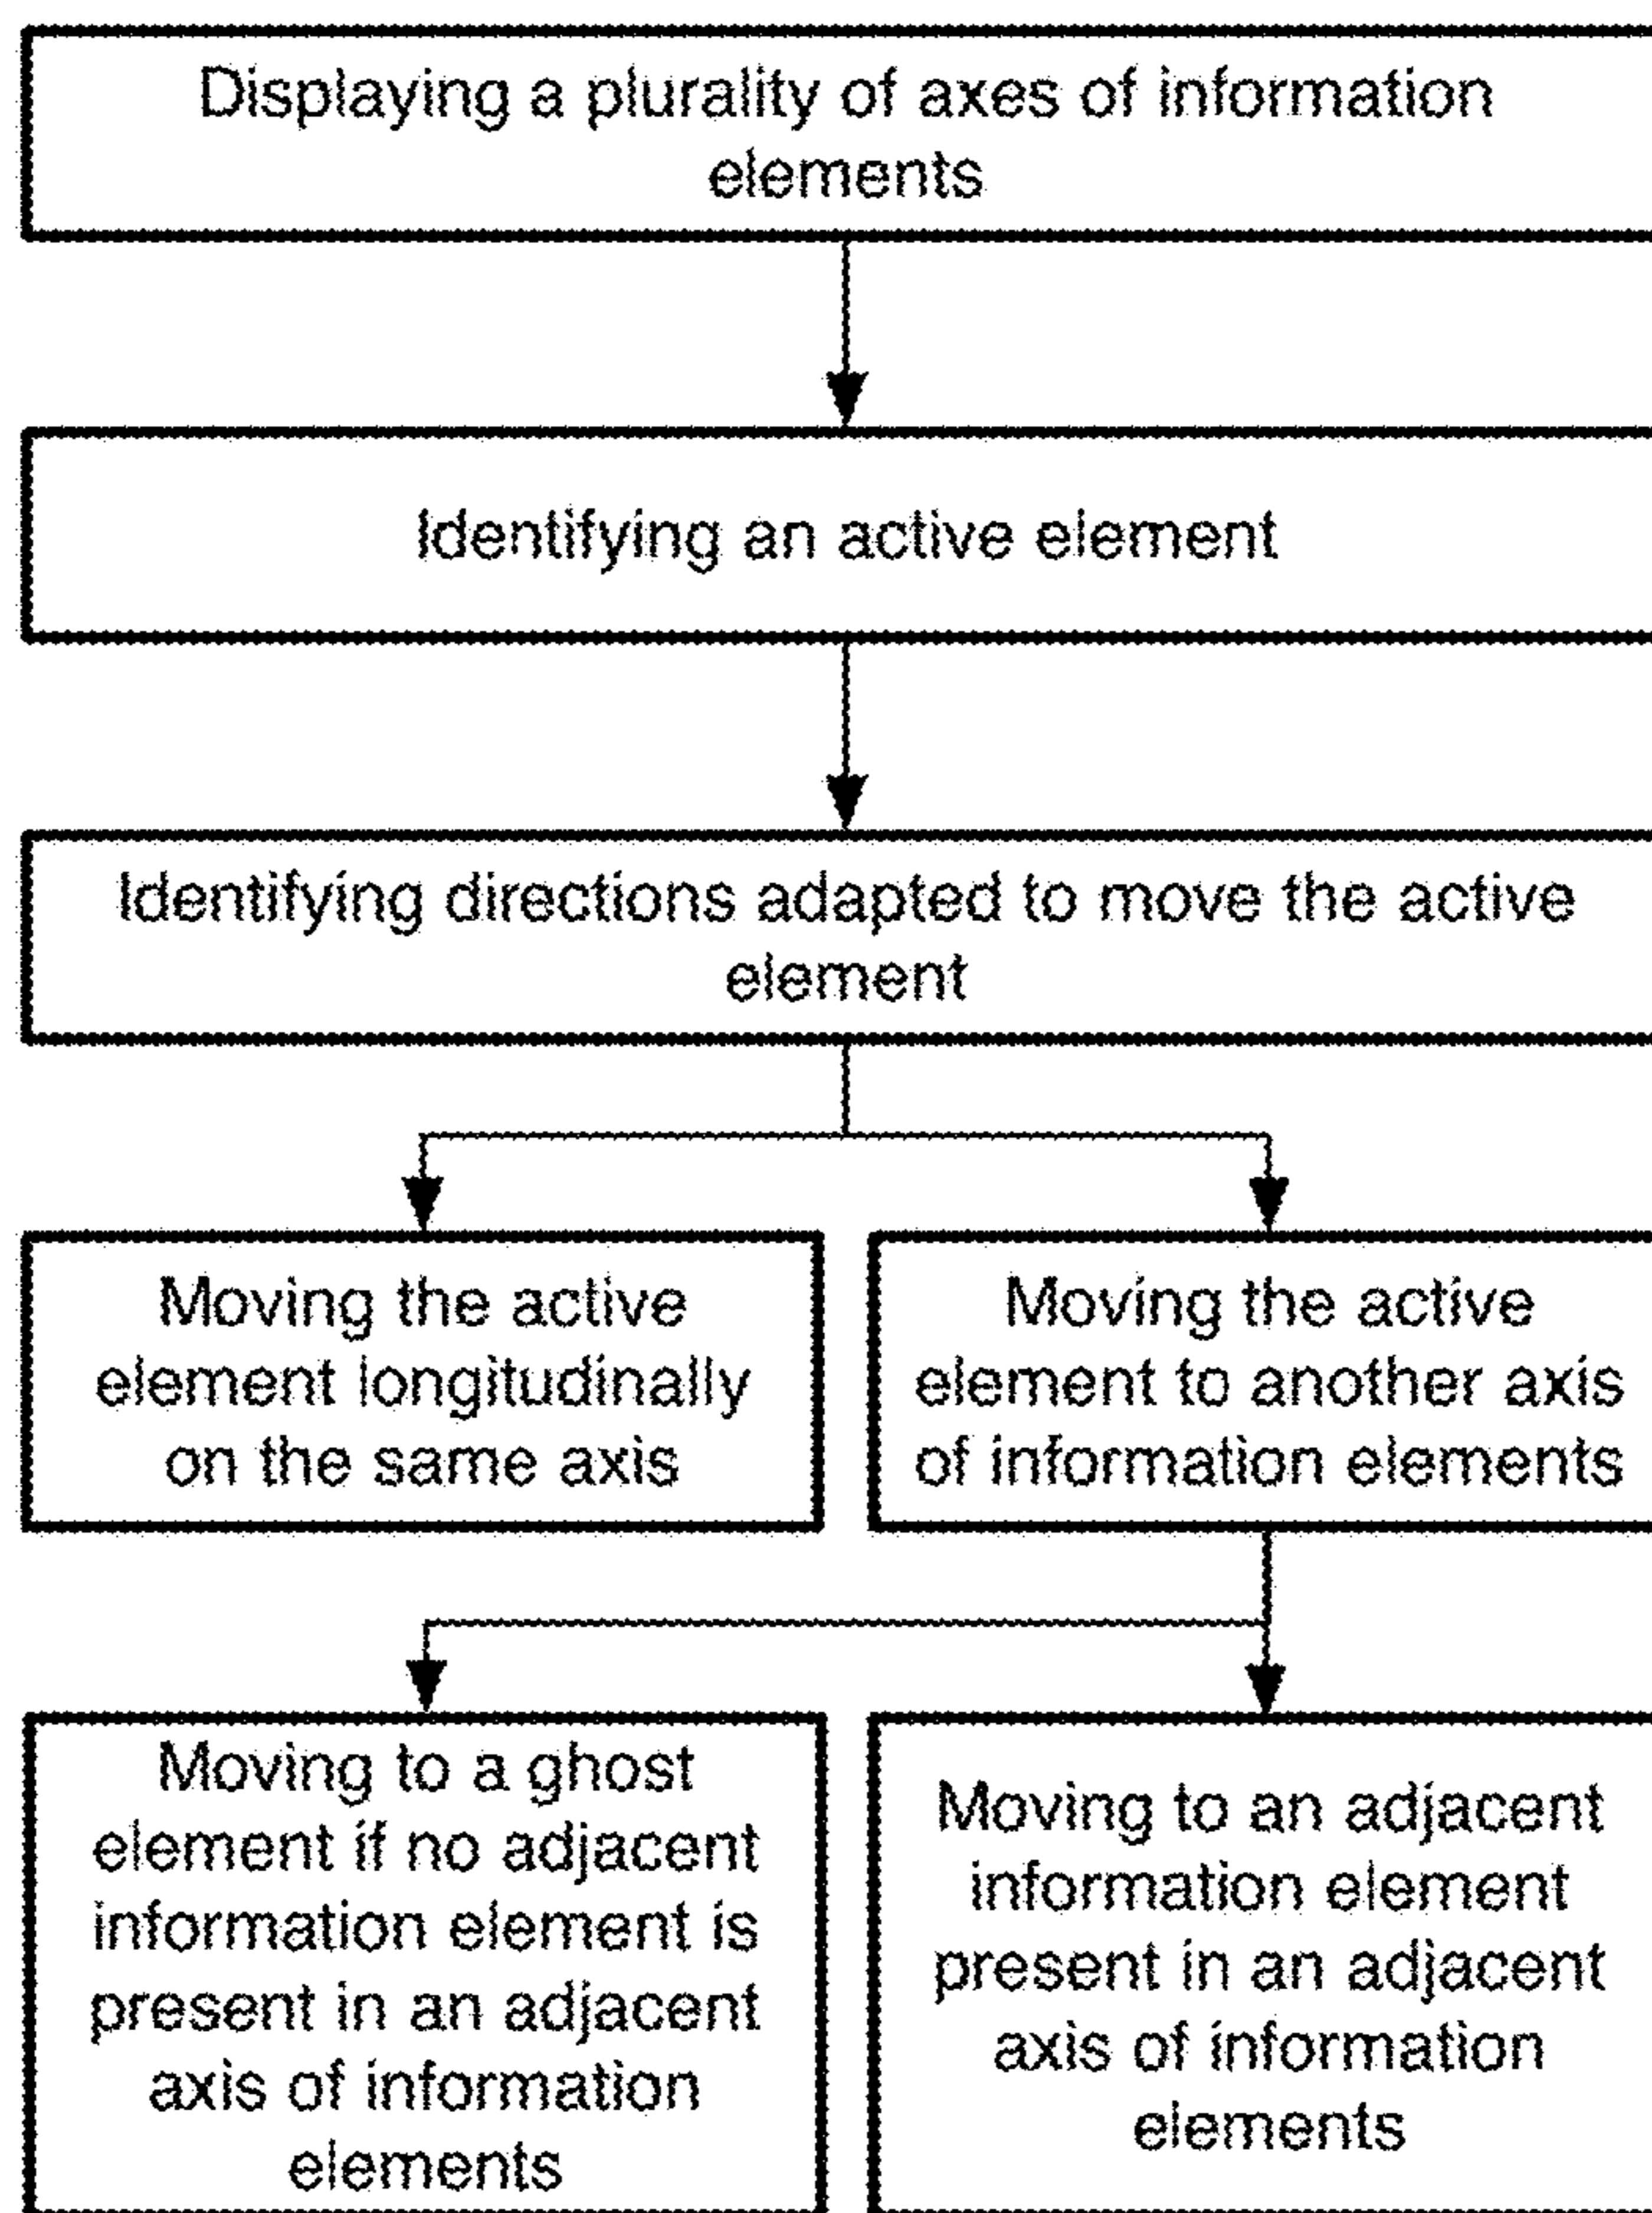 Displaying a plurality of axes of information
elements
Identifying an active element
Identifying directions adapted to move the active
element
Moving the active
element longitudinally
on the same axis
Moving the active
element to another axis
of information elements
Moving to a ghost
element if no adjacent
information element is
present in an adjacent
axis of information
elements
Moving to an adjacent
information element
present in an adjacent
axis of information
elements